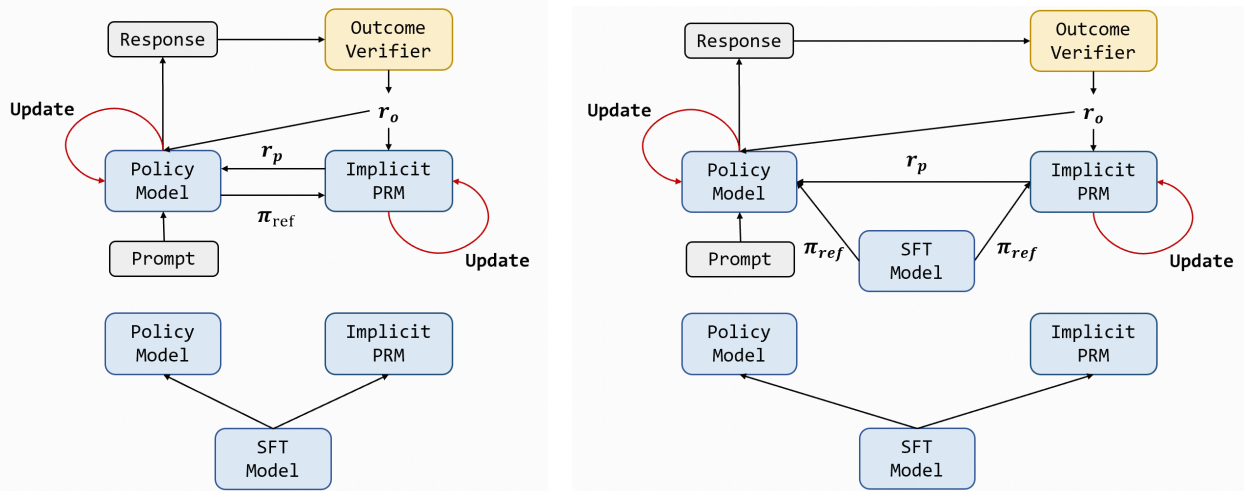 Response
Outcome
Verifier
Update
r_o
Policy
Model
r_p
Implicit
PRM
π_ref
Prompt
Update
Policy
Model
Implicit
PRM
SFT
Model
Response
Outcome
Verifier
Update
r_o
Policy
Model
r_p
Implicit
PRM
Prompt
π_ref
SFT
Model
π_ref
Update
Policy
Model
Implicit
PRM
SFT
Model